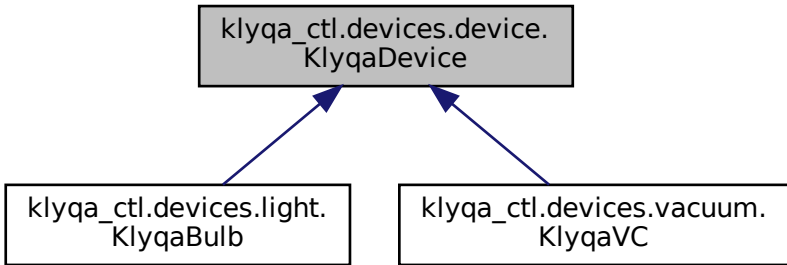 klyqa_ctl.devices.device.
KlyqaDevice
klyqa_ctl.devices.light.
KlyqaBulb
klyqa_ctl.devices.vacuum.
KlyqaVC